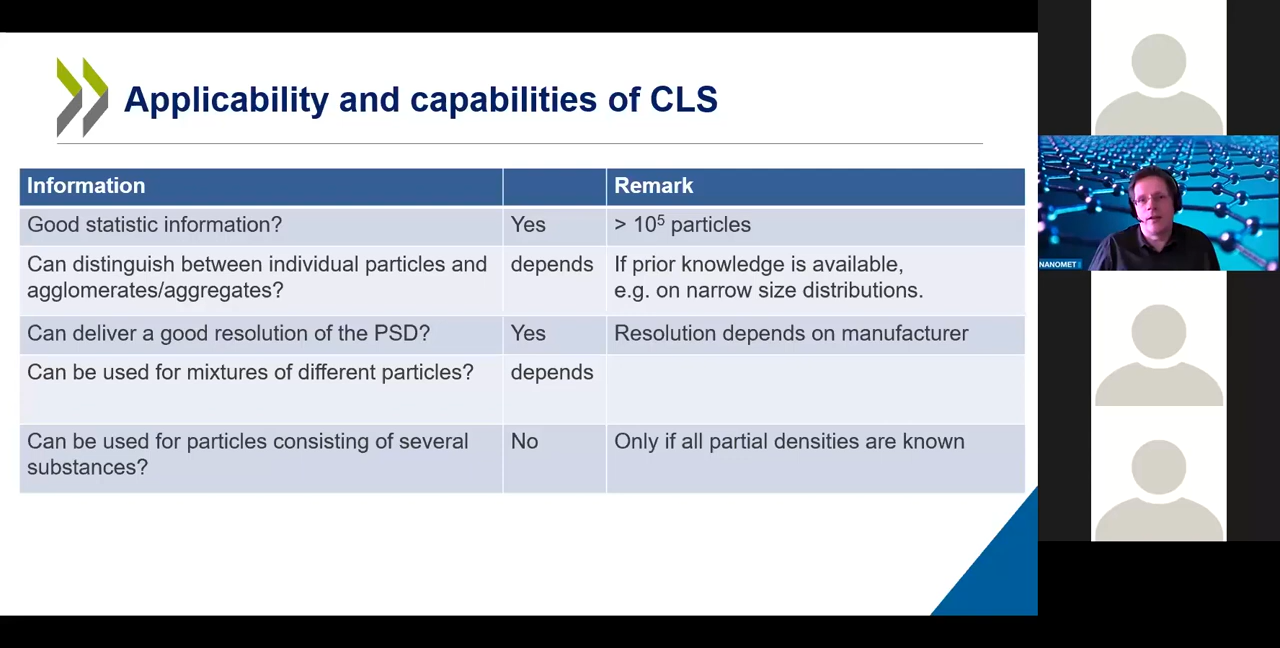 Applicability and capabilities of CLS
Information
Remark
Good statistic information?
Yes
> 10⁵ particles
Can distinguish between individual particles and
agglomerates/aggregates?
depends
If prior knowledge is available,
e.g. on narrow size distributions.
Can deliver a good resolution of the PSD?
Yes
Resolution depends on manufacturer
Can be used for mixtures of different particles?
depends
Can be used for particles consisting of several
substances?
No
Only if all partial densities are known
NANOMET